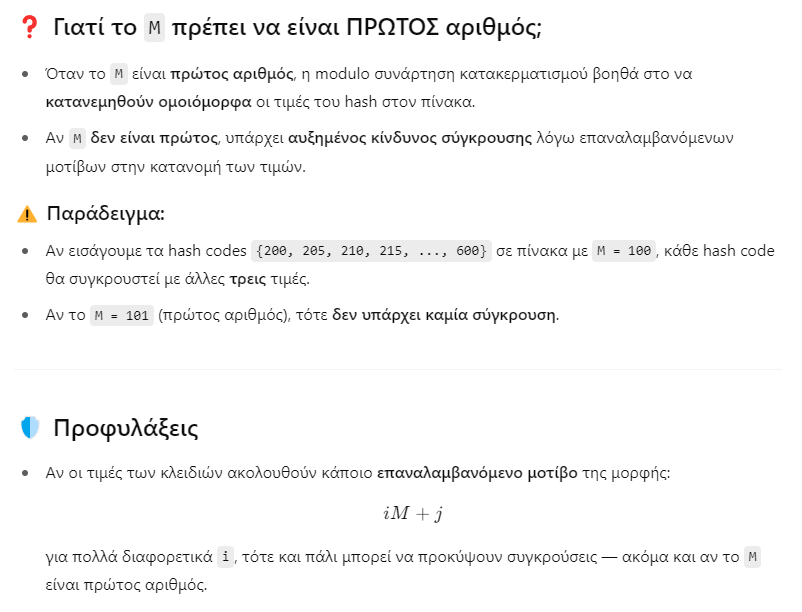 ❓ Γιατί το M πρέπει να είναι ΠΡΩΤΟΣ αριθμός;
• Όταν το M είναι πρώτος αριθμός, η modulo συνάρτηση κατακερματισμού βοηθά στο να
κατανεμηθούν ομοιόμορφα οι τιμές του hash στον πίνακα.
• Αν M δεν είναι πρώτος, υπάρχει αυξημένος κίνδυνος σύγκρουσης λόγω επαναλαμβανόμενων
μοτίβων στην κατανομή των τιμών.
⚠️ Παράδειγμα:
• Αν εισάγουμε τα hash codes {200, 205, 210, 215, ..., 600} σε πίνακα με M = 100, κάθε hash code
θα συγκρουστεί με άλλες τρεις τιμές.
• Αν το M = 101 (πρώτος αριθμός), τότε δεν υπάρχει καμία σύγκρουση.
🛡️ Προφυλάξεις
• Αν οι τιμές των κλειδιών ακολουθούν κάποιο επαναλαμβανόμενο μοτίβο της μορφής:
iM + j
για πολλά διαφορετικά i, τότε και πάλι μπορεί να προκύψουν συγκρούσεις — ακόμα και αν το M
είναι πρώτος αριθμός.